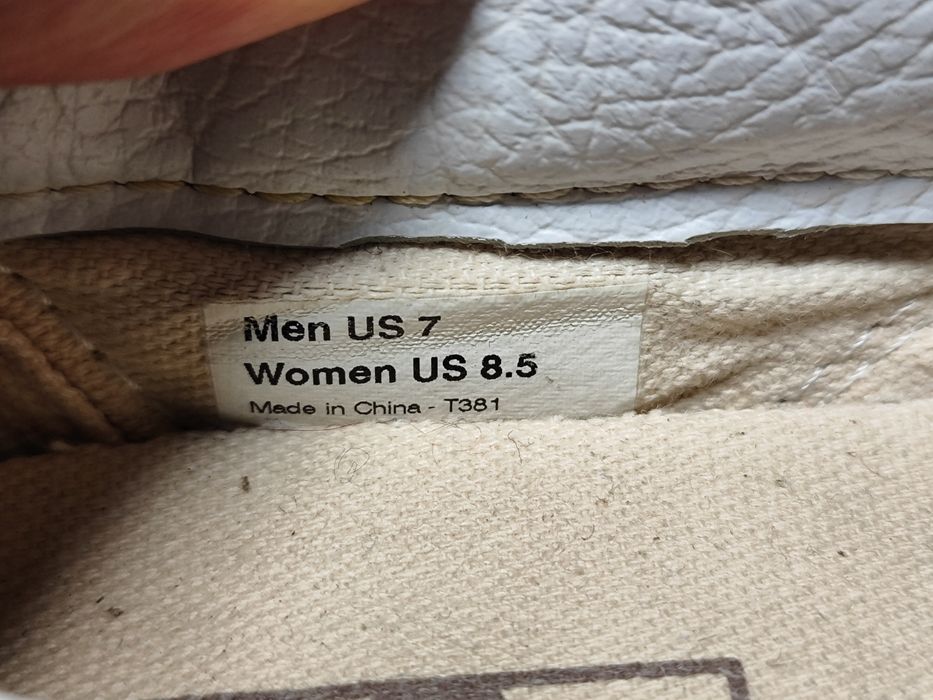 Men US 7
Women US 8.5
Made in China - T381